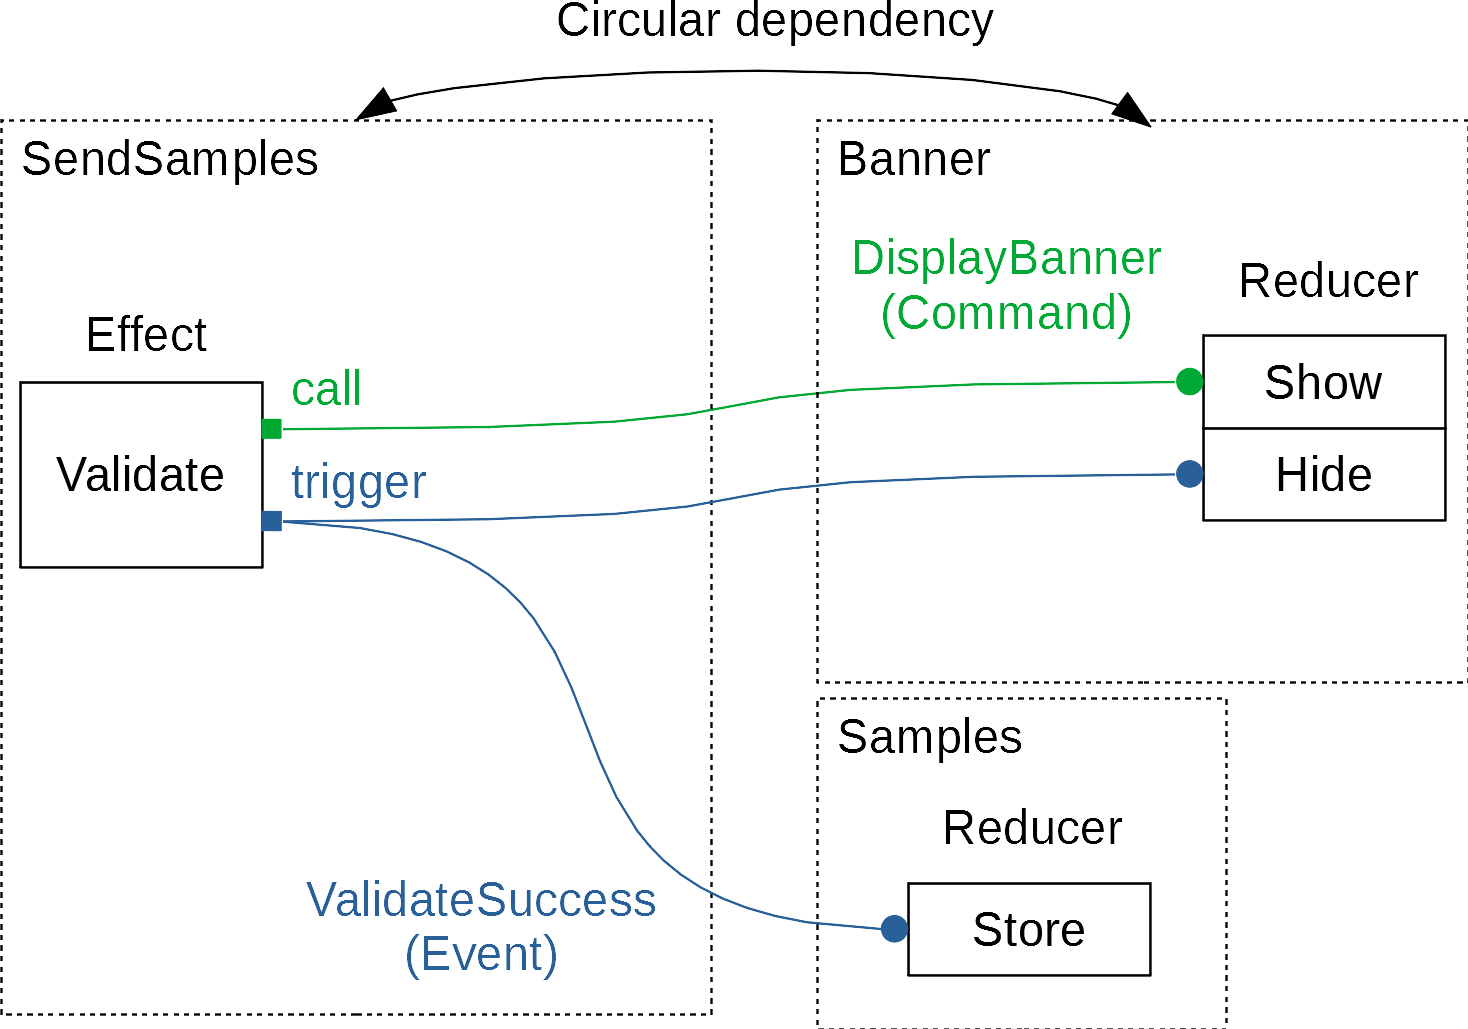 Circular dependency
SendSamples
Effect
Validate
call
trigger
ValidateSuccess
(Event)
Banner
DisplayBanner
(Command)
Reducer
Show
Hide
Samples
Reducer
Store